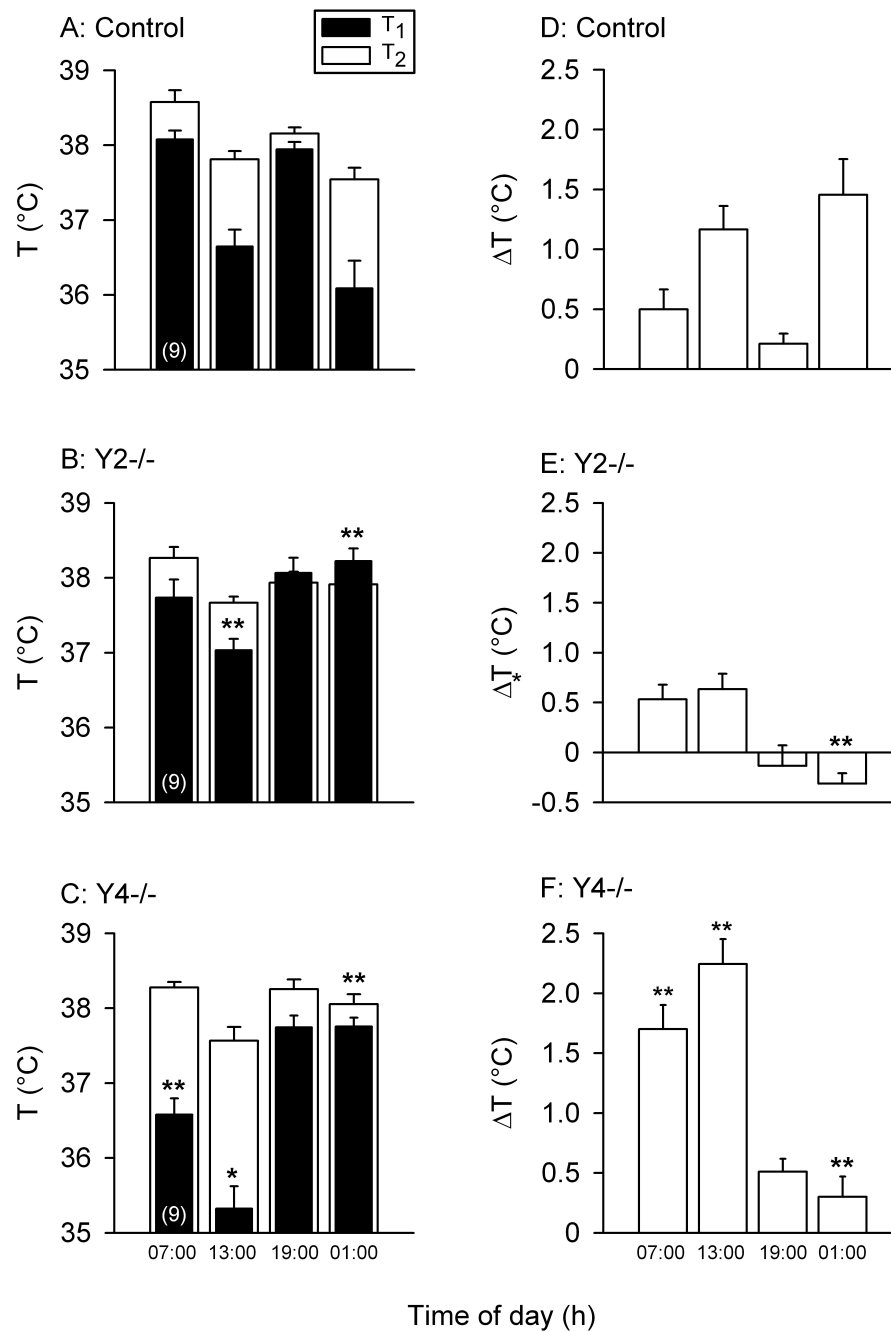 A: Control
T1
T2
39
38
37
36
35
T (°C)
(9)
D: Control
2.5
2.0
1.5
1.0
0.5
0
ΔT (°C)
B: Y2-/-
39
38
37
36
35
T (°C)
**
**
(9)
E: Y2-/-
2.5
2.0
1.5
1.0
0.5
0
-0.5
ΔT (°C)
*
**
C: Y4-/-
39
38
37
36
35
T (°C)
**
*
**
(9)
07:00 13:00 19:00 01:00
F: Y4-/-
2.5
2.0
1.5
1.0
0.5
0
ΔT (°C)
**
**
**
07:00 13:00 19:00 01:00
Time of day (h)